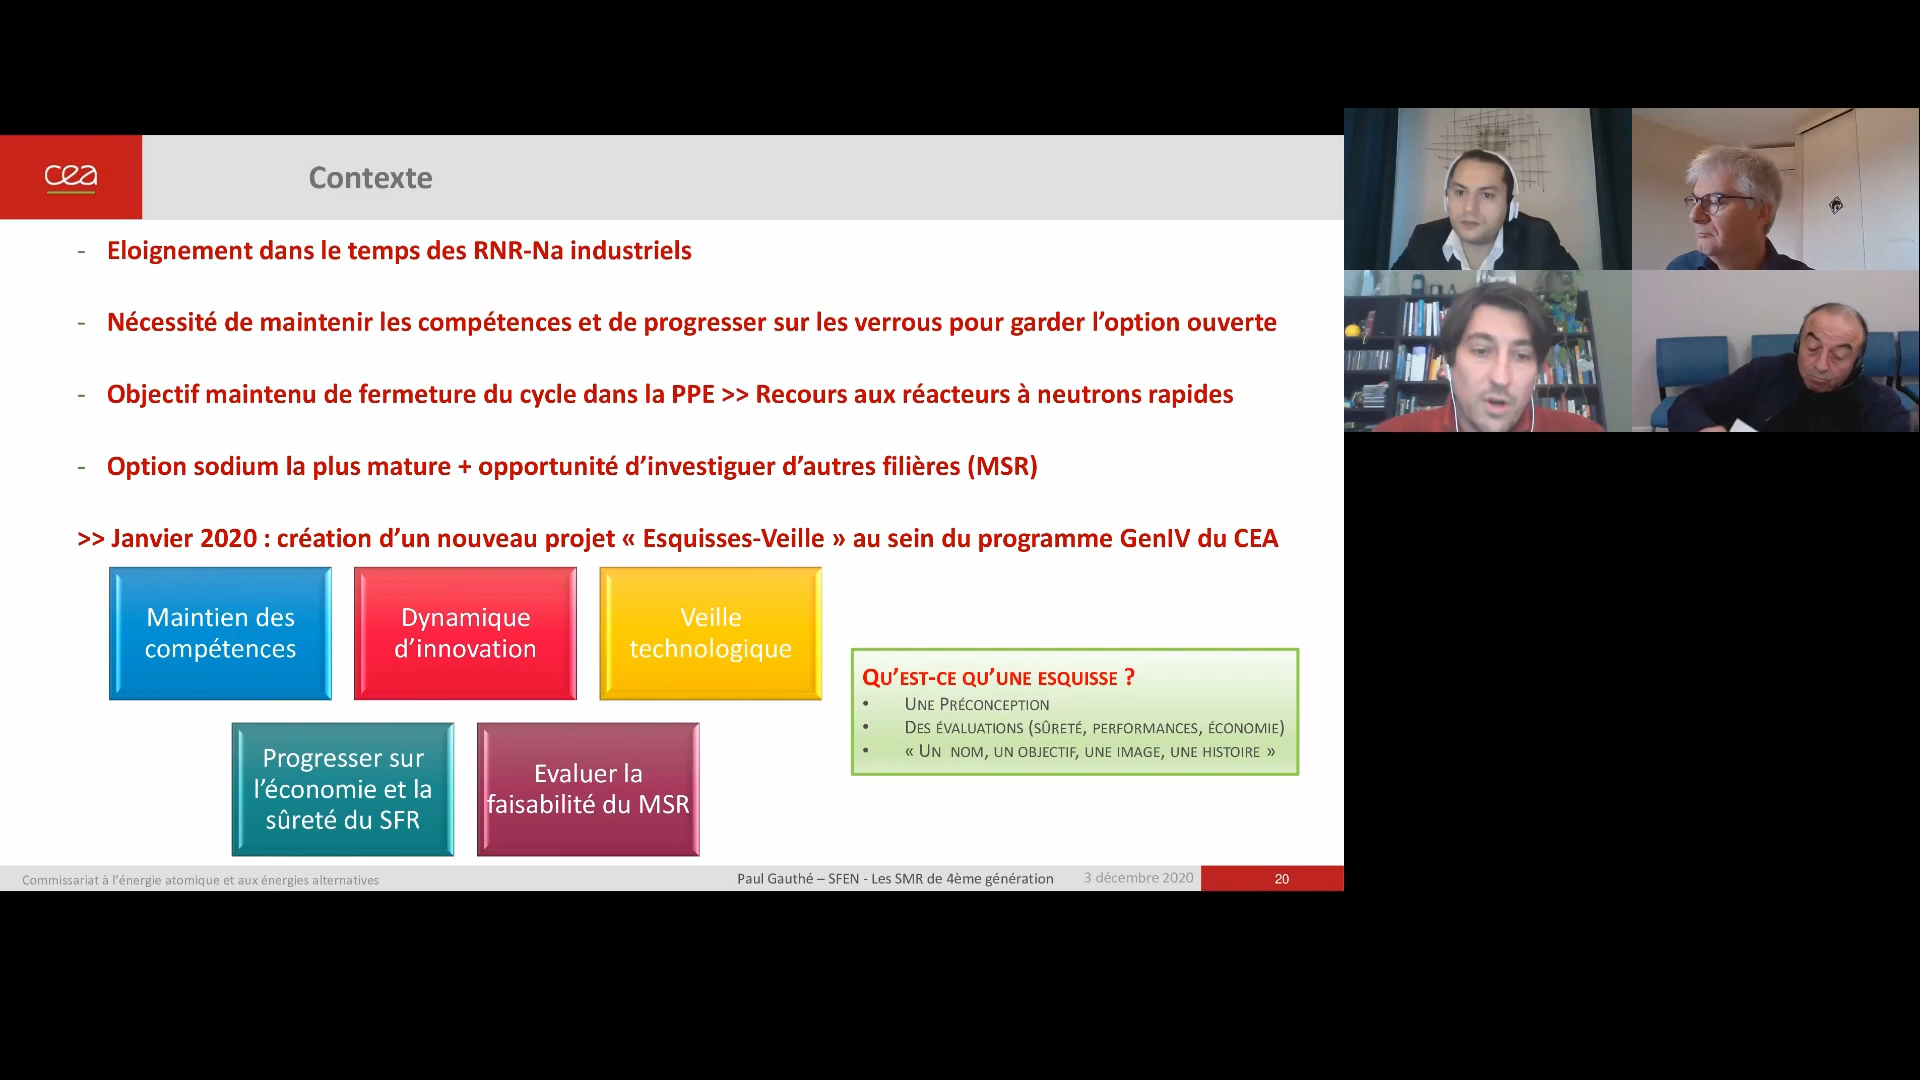 cea
Contexte
- Eloignement dans le temps des RNR-Na industriels
- Nécessité de maintenir les compétences et de progresser sur les verrous pour garder l’option ouverte
- Objectif maintenu de fermeture du cycle dans la PPE >> Recours aux réacteurs à neutrons rapides
- Option sodium la plus mature + opportunité d’investiguer d’autres filières (MSR)
>> Janvier 2020 : création d’un nouveau projet « Esquisses-Veille » au sein du programme GenIV du CEA
Maintien des
compétences
Dynamique
d’innovation
Veille
technologique
Progresser sur
l’économie et la
sûreté du SFR
Evaluer la
faisabilité du MSR
Qu’est-ce qu’une esquisse ?
• Une Préconception
• Des évaluations (sûreté, performances, économie)
• « Un nom, un objectif, une image, une histoire »
Commissariat à l’énergie atomique et aux énergies alternatives
Paul Gauthé – SFEN - Les SMR de 4ème génération
3 décembre 2020
20